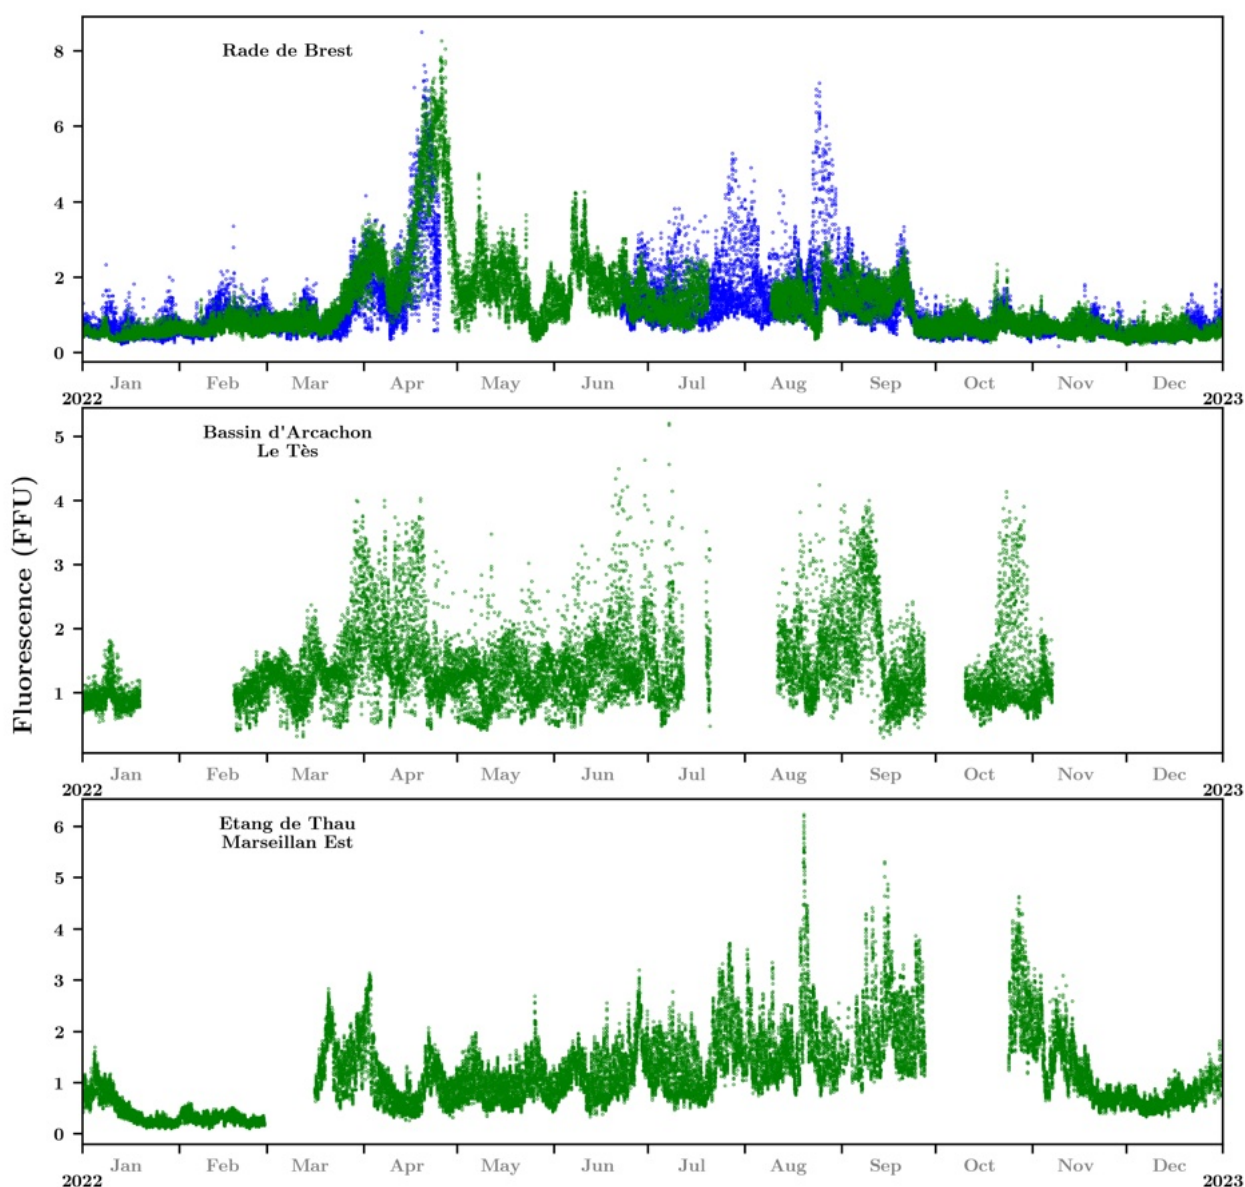 Rade de Brest
8
6
4
2
0
Jan Feb Mar Apr May Jun Jul Aug Sep Oct Nov Dec
2022 2023
Bassin d'Arcachon
Le Tès
5
4
3
2
1
Fluorescence (FFU)
Jan Feb Mar Apr May Jun Jul Aug Sep Oct Nov Dec
2022 2023
Etang de Thau
Marseillan Est
6
5
4
3
2
1
0
Jan Feb Mar Apr May Jun Jul Aug Sep Oct Nov Dec
2022 2023